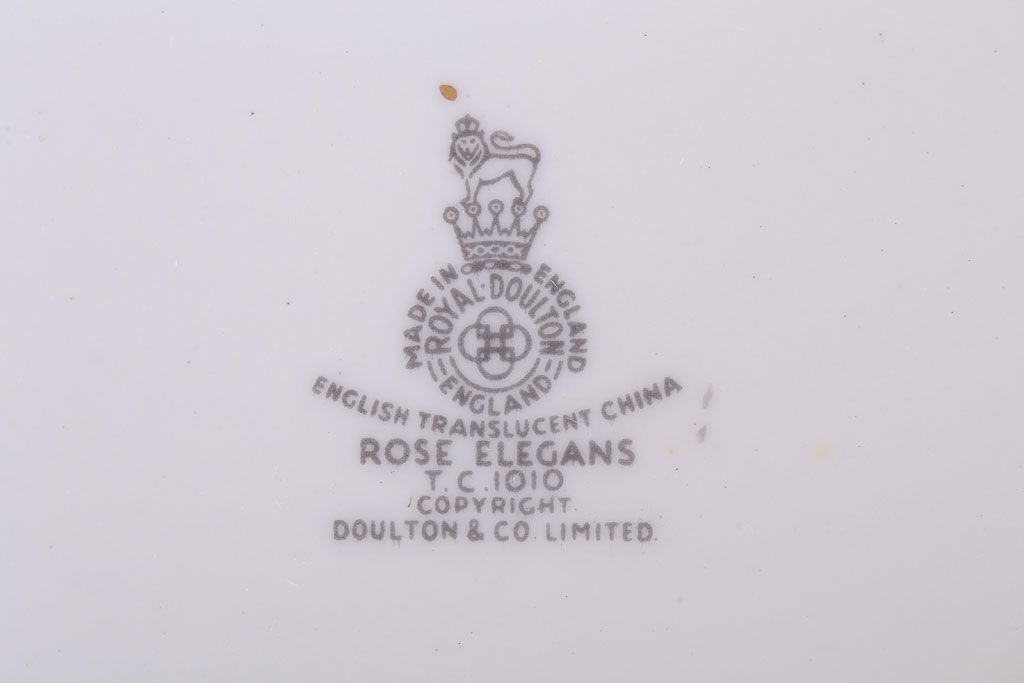 MADE IN ENGLAND
ROYAL·DOULTON
ENGLAND
ENGLISH TRANSLUCENT CHINA
ROSE ELEGANS
T.C.1010
COPYRIGHT.
DOULTON & CO. LIMITED.